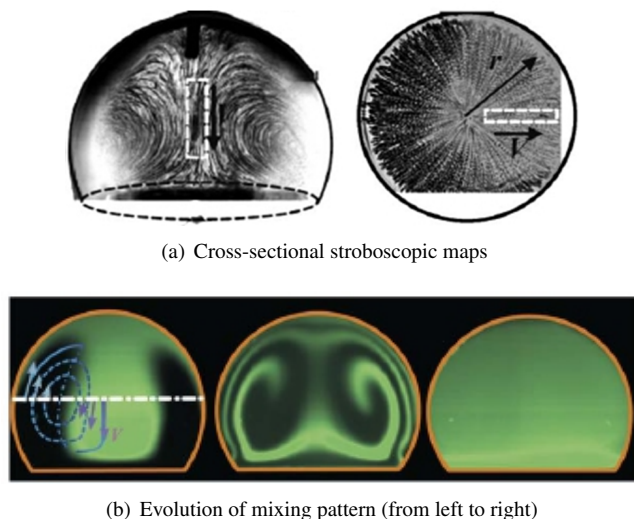 r
V
(a) Cross-sectional stroboscopic maps
V
(b) Evolution of mixing pattern (from left to right)